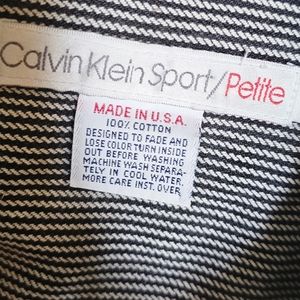 Calvin Klein Sport/Petite
MADE IN U.S.A.
100% COTTON
DESIGNED TO FADE AND
LOSE COLOR TURN INSIDE
OUT BEFORE WASHING
MACHINE WASH SEPARA-
TELY IN COOL WATER.
MORE CARE INST. OVER